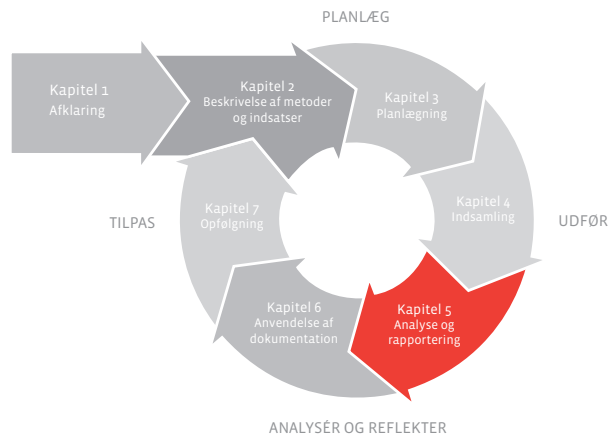 PLANLÆG
Kapitel 1
Afklaring
Kapitel 2
Beskrivelse af metoder
og indsatser
Kapitel 3
Planlægning
Kapitel 4
Indsamling
UDFØR
Kapitel 5
Analyse og
rapportering
ANALYSÉR OG REFLEKTER
Kapitel 6
Anvendelse af
dokumentation
Kapitel 7
Opfølgning
TILPAS